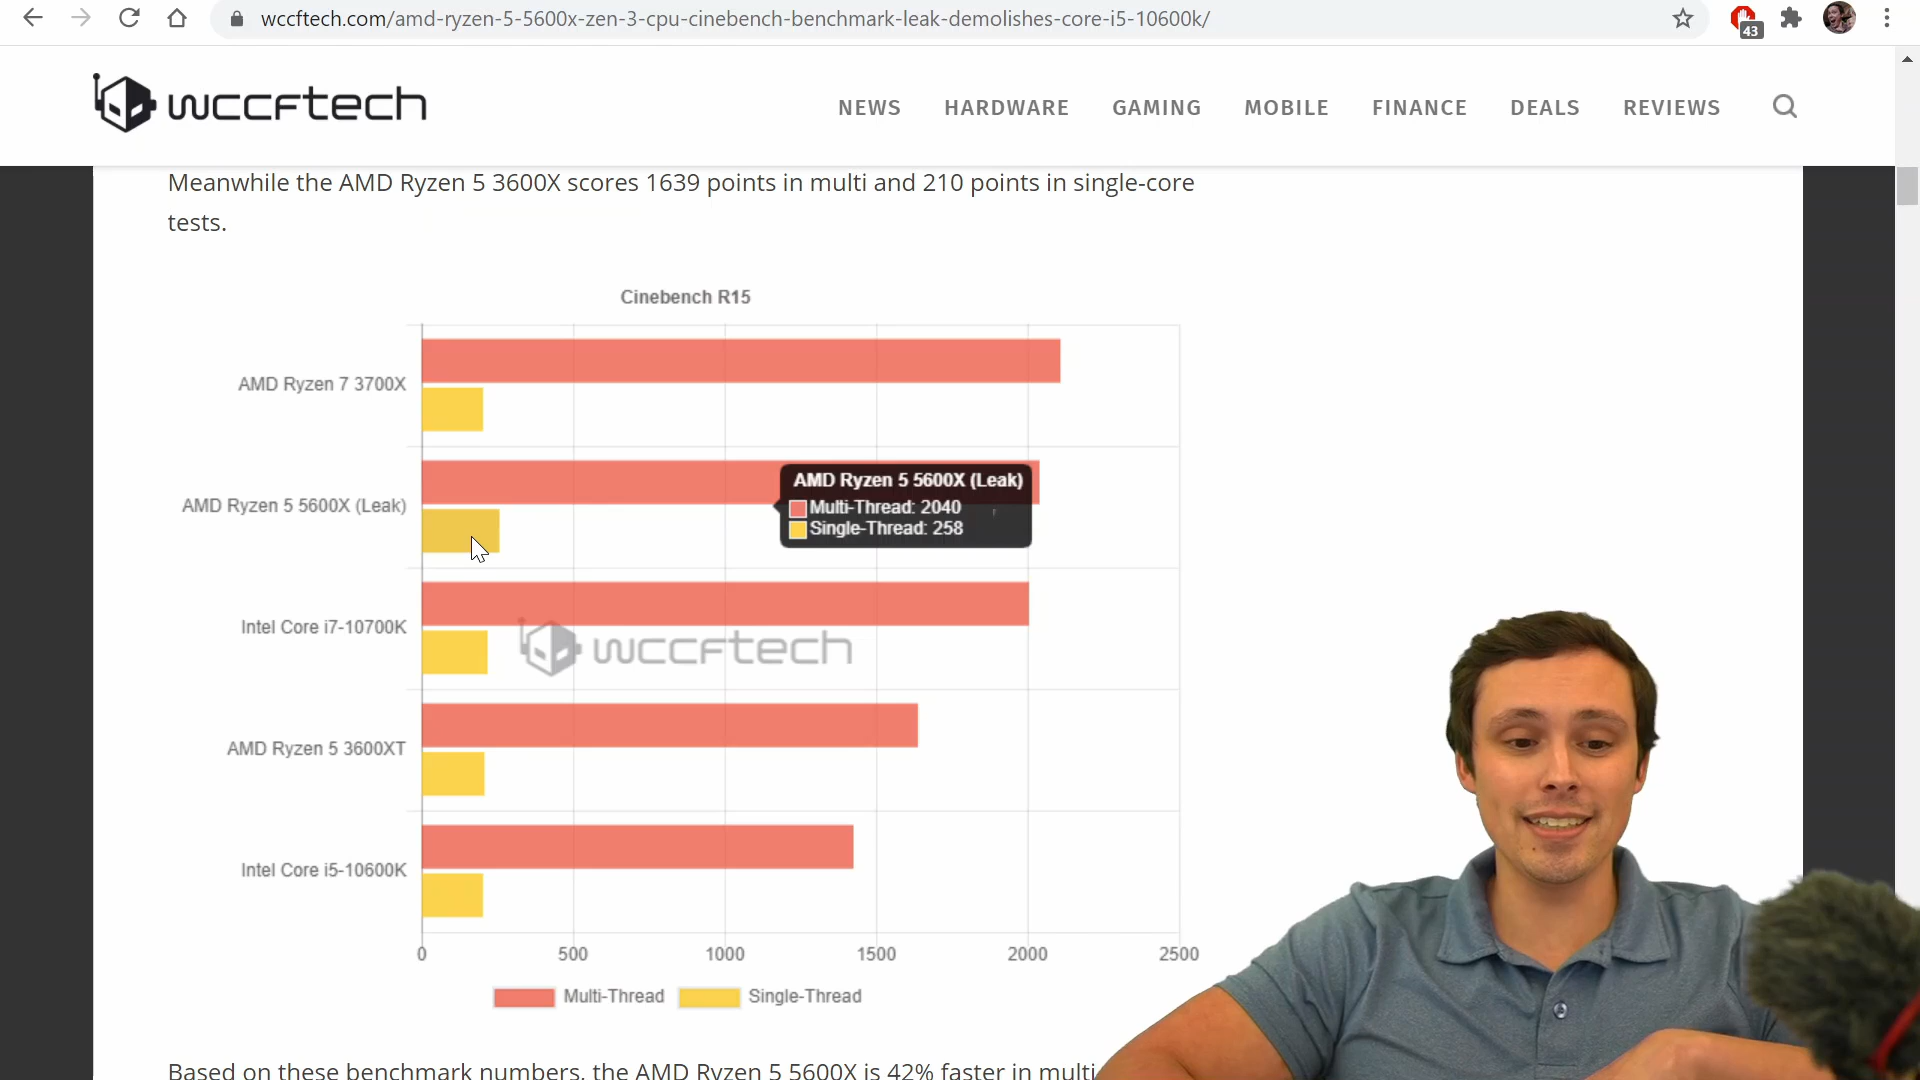 wccftech.com/amd-ryzen-5-5600x-zen-3-cpu-cinebench-benchmark-leak-demolishes-core-i5-10600k/
43
wccftech
NEWS HARDWARE GAMING MOBILE FINANCE DEALS REVIEWS
Meanwhile the AMD Ryzen 5 3600X scores 1639 points in multi and 210 points in single-core
tests.
Cinebench R15
AMD Ryzen 7 3700X
AMD Ryzen 5 5600X (Leak)
AMD Ryzen 5 5600X (Leak)
Multi-Thread: 2040
Single-Thread: 258
Intel Core i7-10700K
wccftech
AMD Ryzen 5 3600XT
Intel Core i5-10600K
0 500 1000 1500 2000 2500
Multi-Thread Single-Thread
Based on these benchmark numbers, the AMD Ryzen 5 5600X is 42% faster in multi